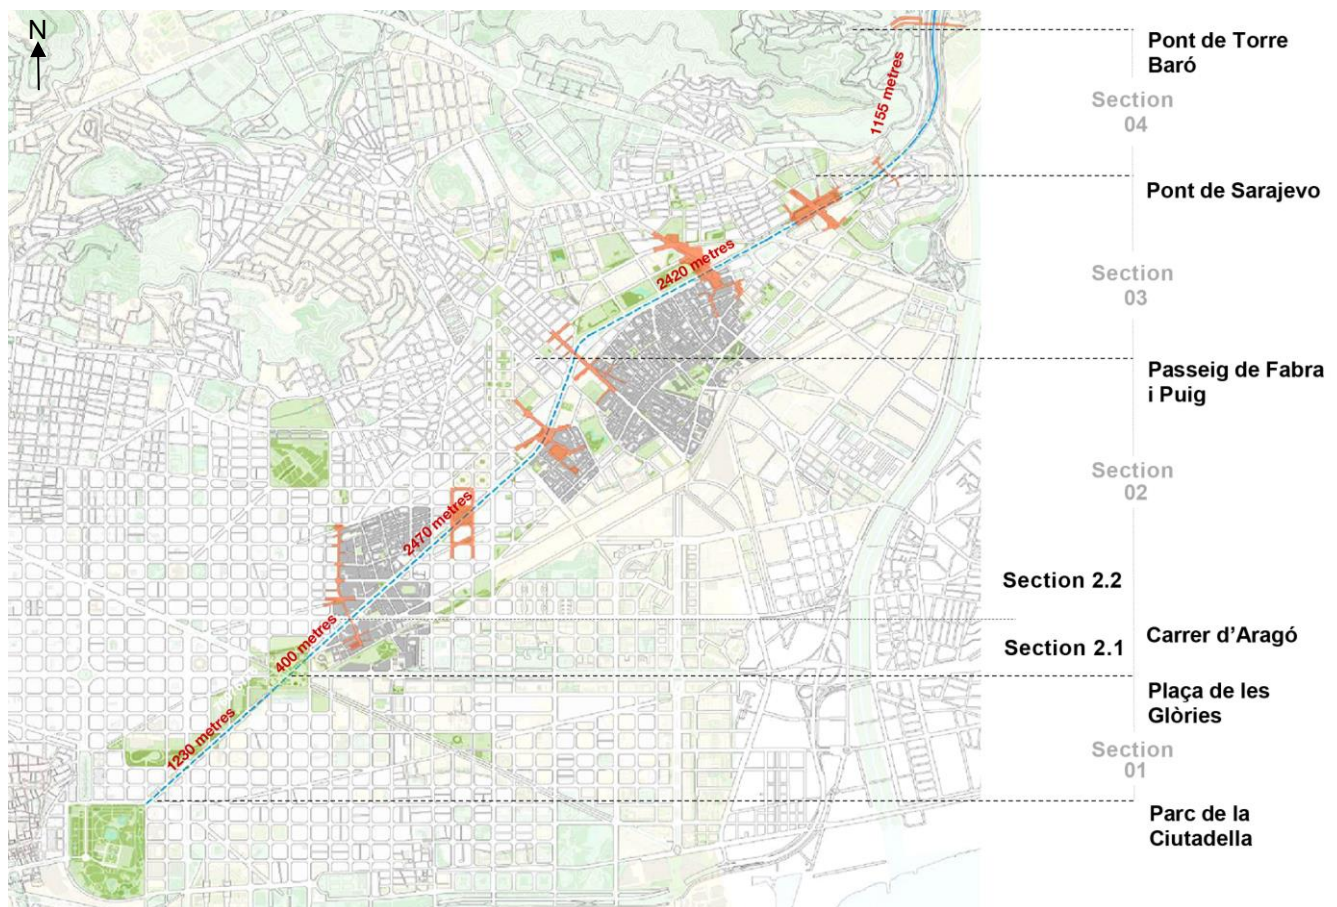 N
Pont de Torre
Baró
1155 metres
Section
04
Pont de Sarajevo
2420 metres
Section
03
Passeig de Fabra
i Puig
Section
02
2470 metres
Section 2.2
400 metres
Section 2.1
Carrer d'Aragó
Plaça de les
Glòries
1230 metres
Section
01
Parc de la
Ciutadella